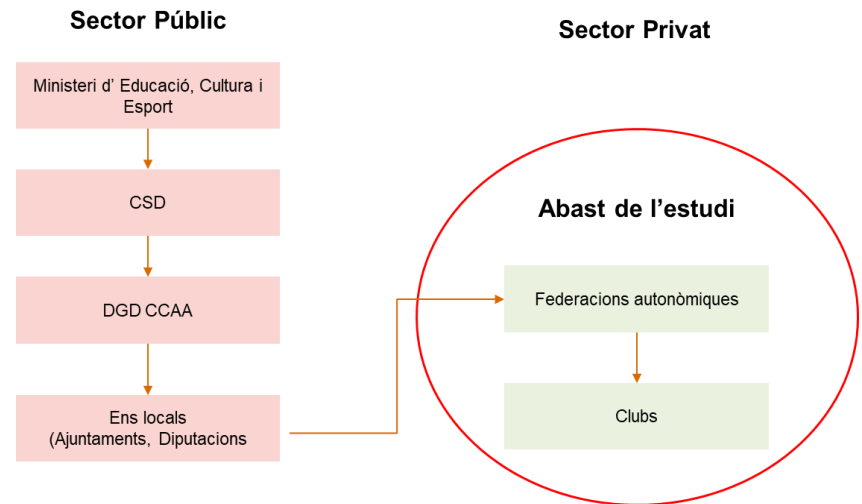 Sector Públic
Ministeri d’ Educació, Cultura i
Esport
CSD
DGD CCAA
Ens locals
(Ajuntaments, Diputacions
Sector Privat
Abast de l’estudi
Federacions autonòmiques
Clubs